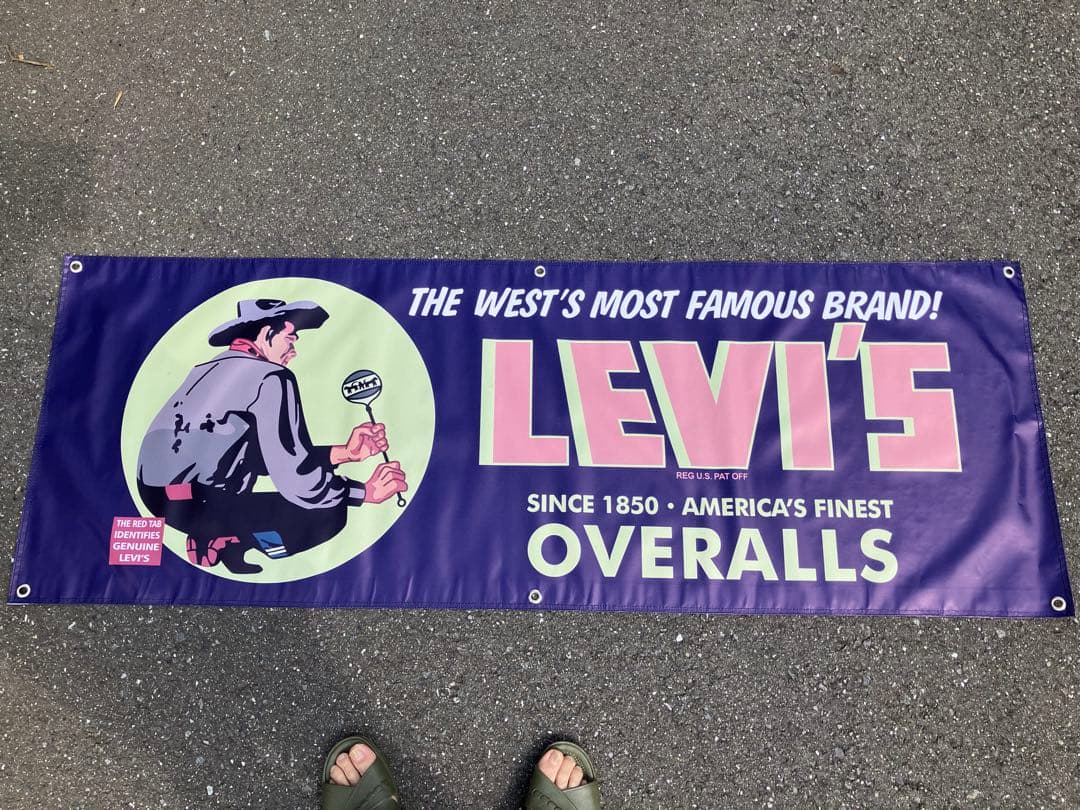 THE WEST'S MOST FAMOUS BRAND!
LEVI'S
REG U.S. PAT OFF
SINCE 1850 • AMERICA'S FINEST
OVERALLS
THE RED TAB
IDENTIFIES
GENUINE
LEVI'S